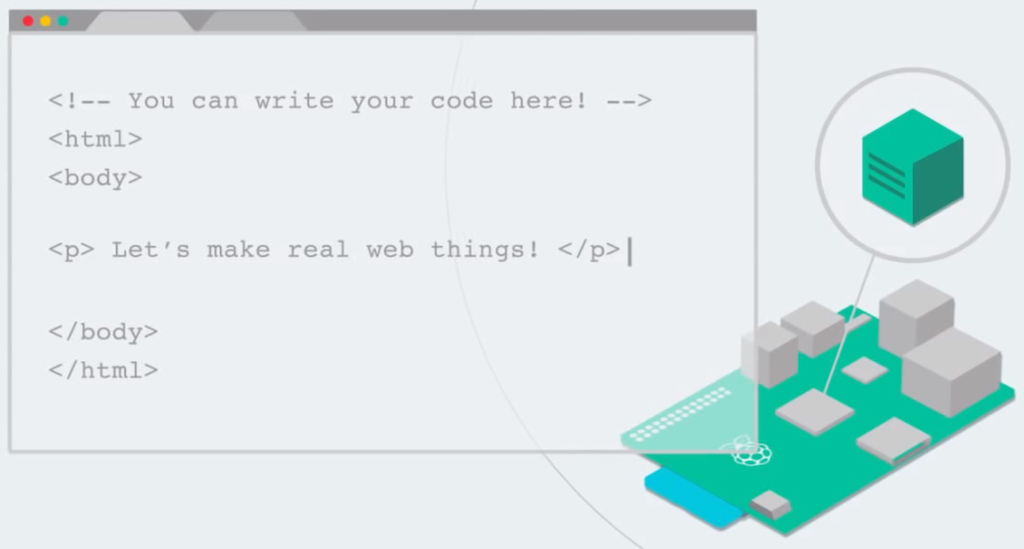 <!-- You can write your code here! -->
<html>
<body>
<p> Let’s make real web things! </p>
</body>
</html>